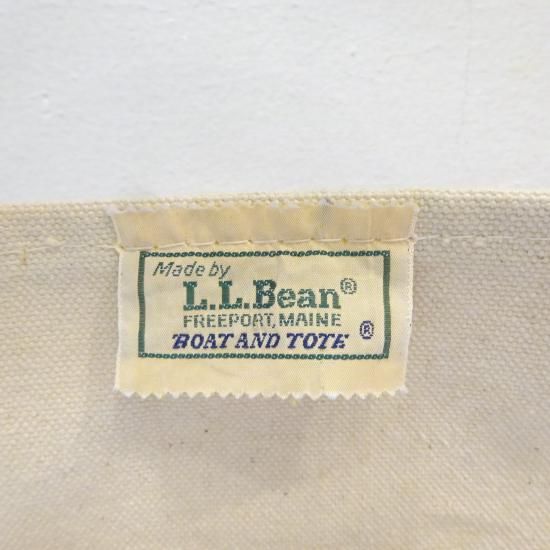 Made by
L.L.Bean®
FREEPORT, MAINE
BOAT AND TOTE ®